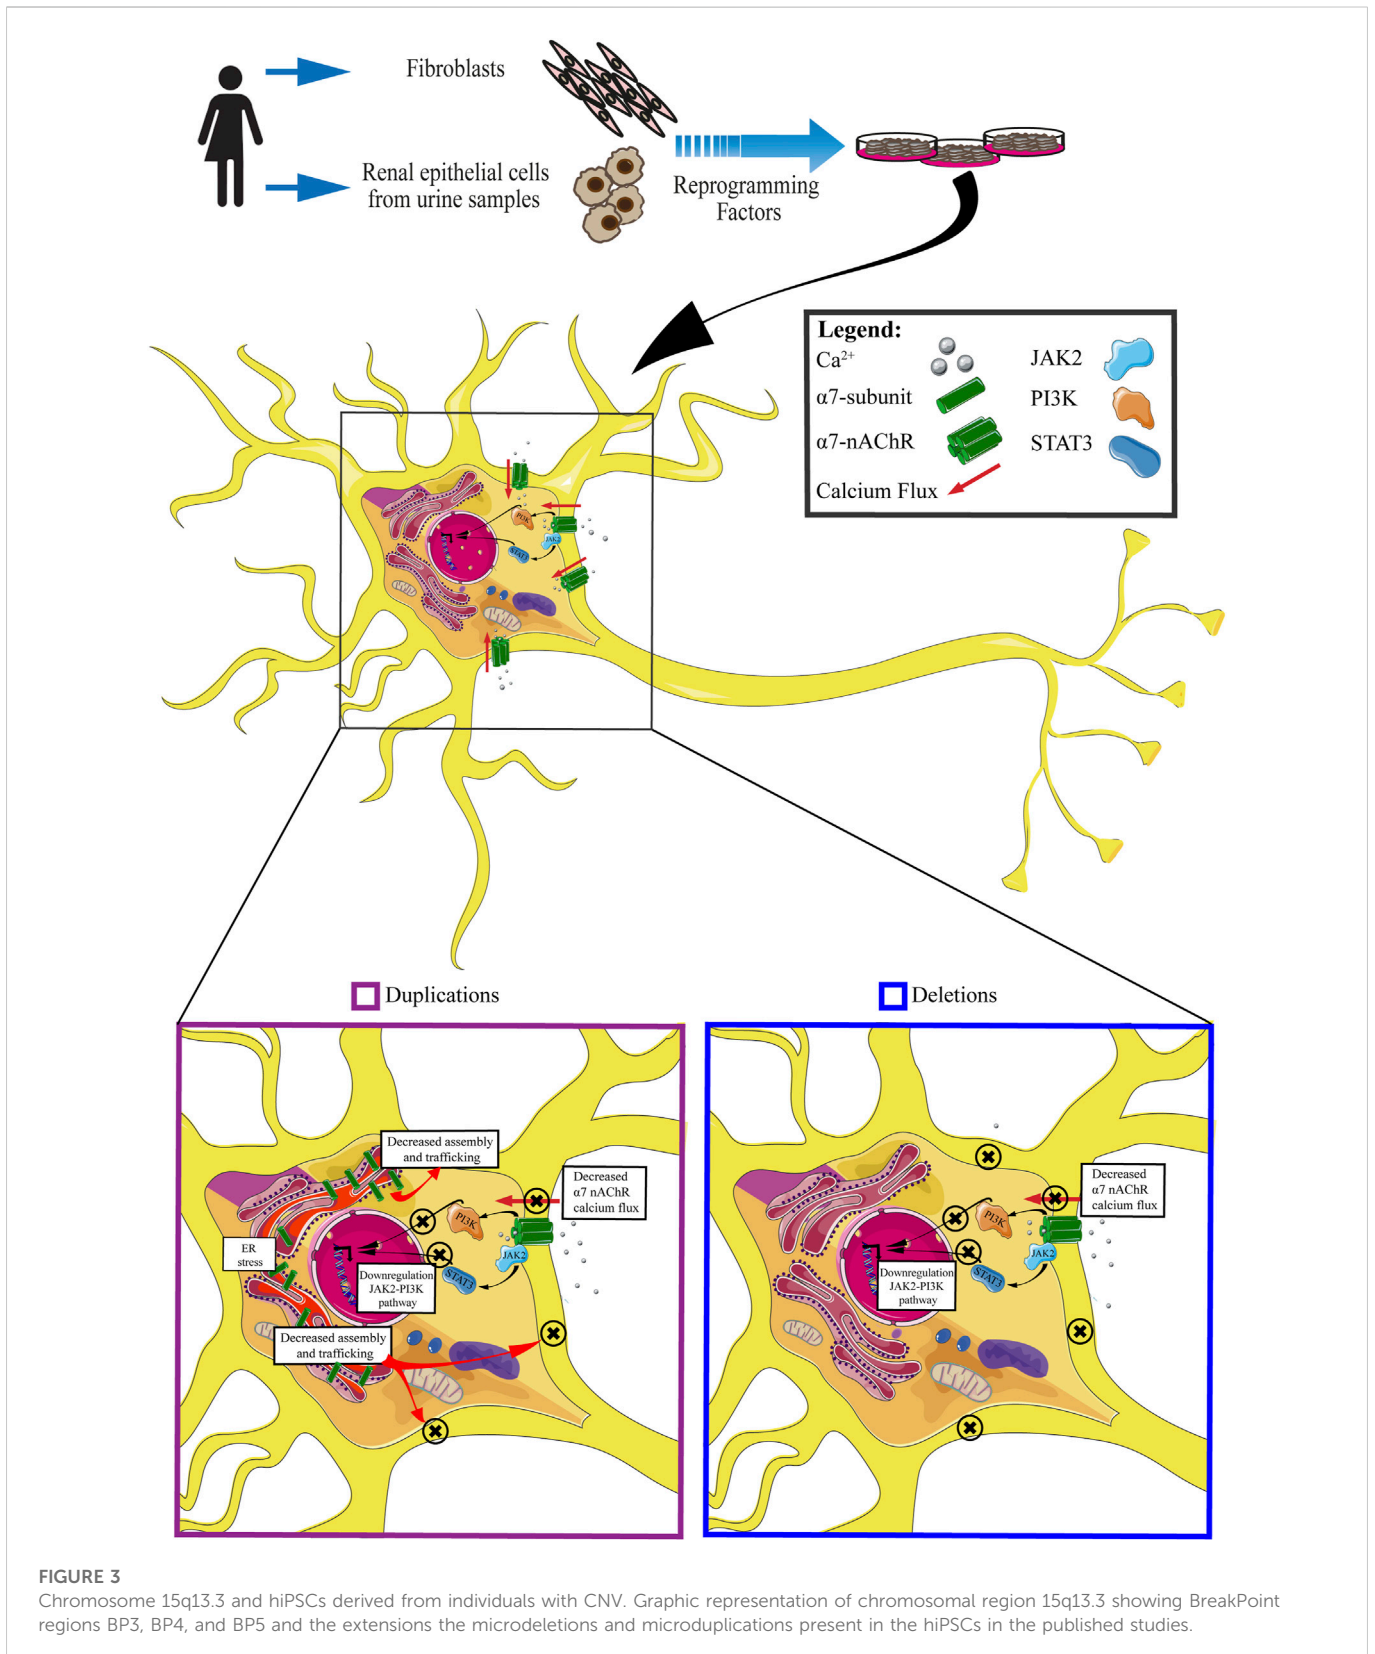 Fibroblasts
Renal epithelial cells
from urine samples
Reprogramming
Factors
Legend:
Ca²⁺
JAK2
α7-subunit
PI3K
α7-nAChR
STAT3
Calcium Flux
PI3K
JAK2
STAT3
Duplications
Deletions
Decreased assembly
and trafficking
Decreased
α7 nAChR
calcium flux
PI3K
JAK2
STAT3
ER
stress
Downregulation
JAK2-PI3K
pathway
Decreased assembly
and trafficking
Decreased
α7 nAChR
calcium flux
PI3K
JAK2
STAT3
Downregulation
JAK2-PI3K
pathway
FIGURE 3
Chromosome 15q13.3 and hiPSCs derived from individuals with CNV. Graphic representation of chromosomal region 15q13.3 showing BreakPoint
regions BP3, BP4, and BP5 and the extensions the microdeletions and microduplications present in the hiPSCs in the published studies.